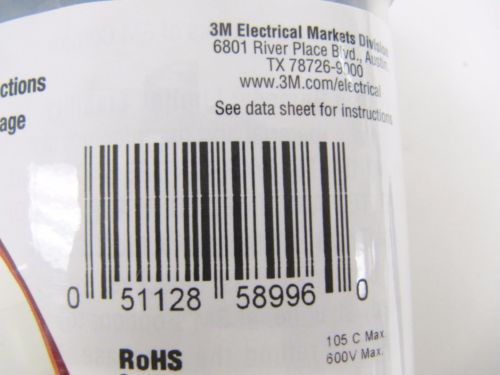 3M Electrical Markets Division
6801 River Place Blvd., Austin
TX 78726-9000
www.3M.com/electrical
See data sheet for instructions
ctions
age
0 51128 58996 0
105 C Max.
600V Max.
RoHS